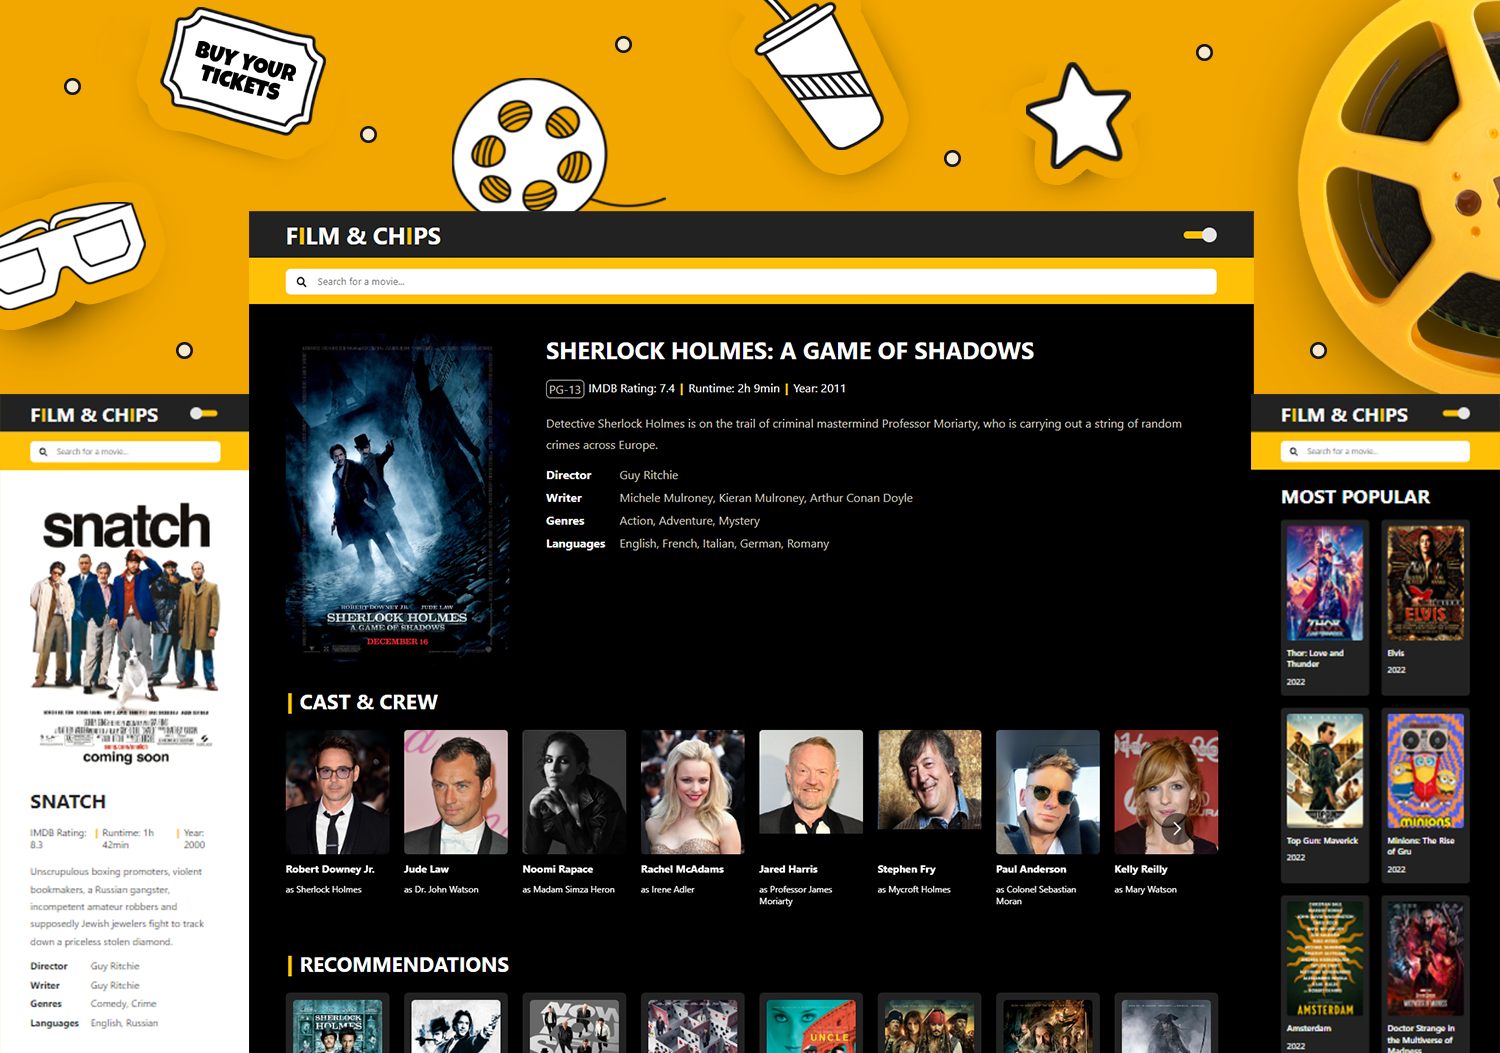 BUY YOUR
TICKETS
FILM & CHIPS
Search for a movie...
SHERLOCK HOLMES: A GAME OF SHADOWS
PG-13 IMDB Rating: 7.4 | Runtime: 2h 9min | Year: 2011
Detective Sherlock Holmes is on the trail of criminal mastermind Professor Moriarty, who is carrying out a string of random
crimes across Europe.
Director Guy Ritchie
Writer Michele Mulroney, Kieran Mulroney, Arthur Conan Doyle
Genres Action, Adventure, Mystery
Languages English, French, Italian, German, Romany
ROBERT DOWNEY JR. JUDE LAW
SHERLOCK HOLMES
A GAME OF SHADOWS
DECEMBER 16
CAST & CREW
Robert Downey Jr.
as Sherlock Holmes
Jude Law
as Dr. John Watson
Noomi Rapace
as Madam Simza Heron
Rachel McAdams
as Irene Adler
Jared Harris
as Professor James
Moriarty
Stephen Fry
as Mycroft Holmes
Paul Anderson
as Colonel Sebastian
Moran
Kelly Reilly
as Mary Watson
RECOMMENDATIONS
SHERLOCK
HOLMES
NOW
UNCLE
FILM & CHIPS
Search for a movie...
snatch
coming soon
SNATCH
IMDB Rating: | Runtime: 1h | Year:
8.3 42min 2000
Unscrupulous boxing promoters, violent
bookmakers, a Russian gangster,
incompetent amateur robbers and
supposedly Jewish jewelers fight to track
down a priceless stolen diamond.
Director Guy Ritchie
Writer Guy Ritchie
Genres Comedy, Crime
Languages English, Russian
FILM & CHIPS
Search for a movie...
MOST POPULAR
THOR
Thor: Love and
Thunder
2022
ELVIS
Elvis
2022
TOP GUN
Top Gun: Maverick
2022
minions
Minions: The Rise
of Gru
2022
AMSTERDAM
Amsterdam
2022
Doctor Strange in
the Multiverse of
Madness